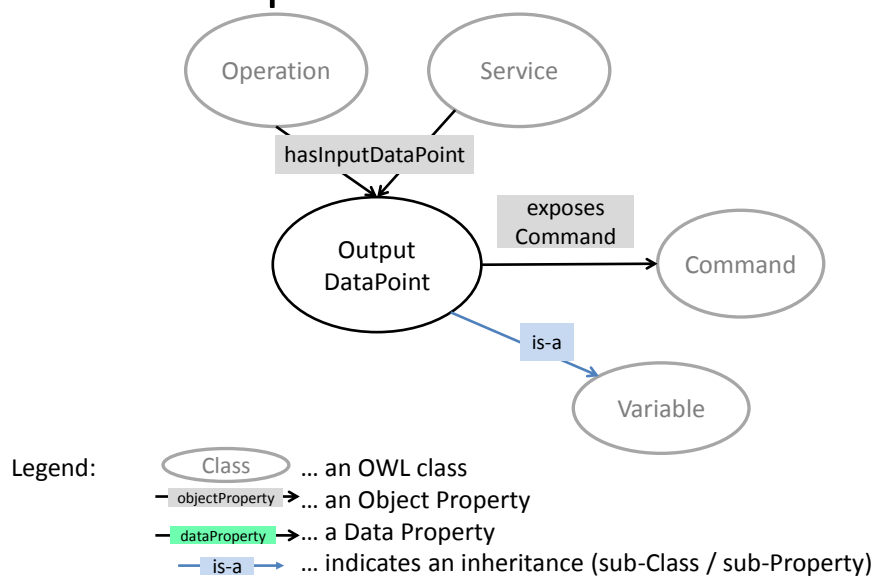 Operation
Service
hasInputDataPoint
Output
DataPoint
exposes
Command
Command
is-a
Variable
Legend:
Class ... an OWL class
objectProperty ... an Object Property
dataProperty ... a Data Property
is-a ... indicates an inheritance (sub-Class / sub-Property)